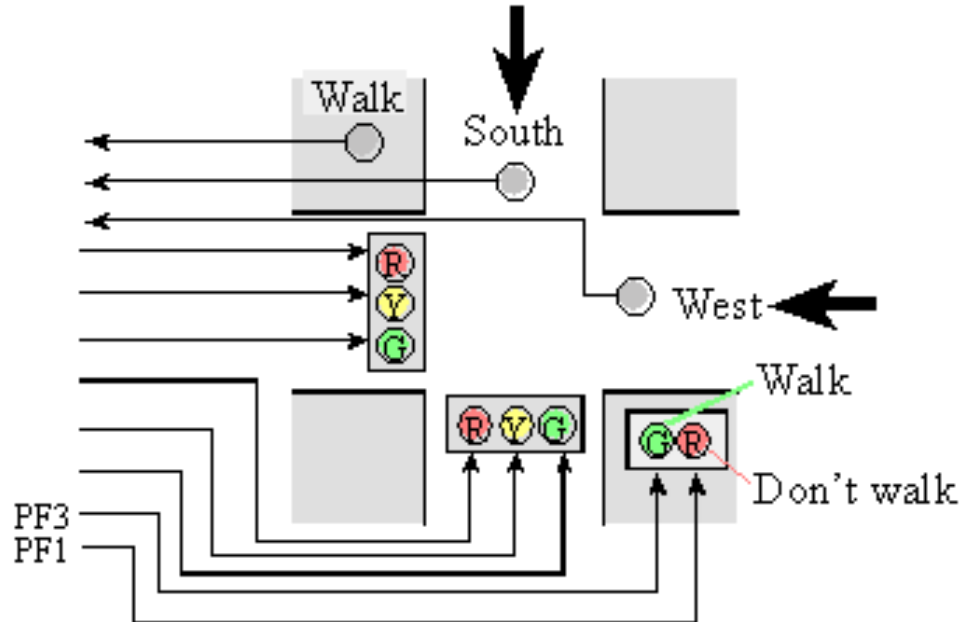 Walk
South
R
Y
G
West
Walk
R Y G
G R
Don't walk
PF3
PF1